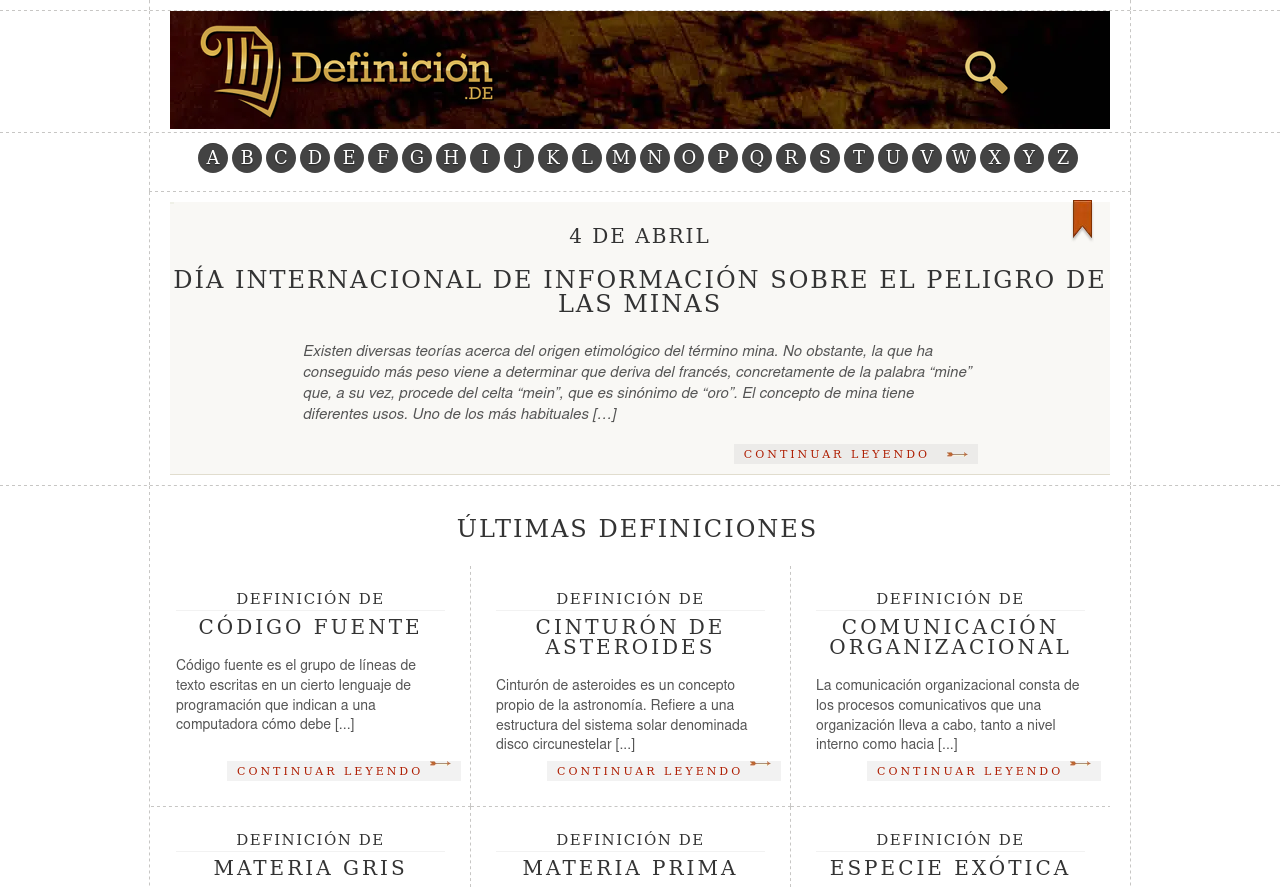 Definición
.DE
A B C D E F G H I J K L M N O P Q R S T U V W X Y Z
4 DE ABRIL
DÍA INTERNACIONAL DE INFORMACIÓN SOBRE EL PELIGRO DE
LAS MINAS
Existen diversas teorías acerca del origen etimológico del término mina. No obstante, la que ha
conseguido más peso viene a determinar que deriva del francés, concretamente de la palabra “mine”
que, a su vez, procede del celta “mein”, que es sinónimo de “oro”. El concepto de mina tiene
diferentes usos. Uno de los más habituales […]
CONTINUAR LEYENDO
ÚLTIMAS DEFINICIONES
DEFINICIÓN DE
CÓDIGO FUENTE
Código fuente es el grupo de líneas de
texto escritas en un cierto lenguaje de
programación que indican a una
computadora cómo debe [...]
CONTINUAR LEYENDO
DEFINICIÓN DE
CINTURÓN DE
ASTEROIDES
Cinturón de asteroides es un concepto
propio de la astronomía. Refiere a una
estructura del sistema solar denominada
disco circunestelar [...]
CONTINUAR LEYENDO
DEFINICIÓN DE
COMUNICACIÓN
ORGANIZACIONAL
La comunicación organizacional consta de
los procesos comunicativos que una
organización lleva a cabo, tanto a nivel
interno como hacia [...]
CONTINUAR LEYENDO
DEFINICIÓN DE
MATERIA GRIS
DEFINICIÓN DE
MATERIA PRIMA
DEFINICIÓN DE
ESPECIE EXÓTICA